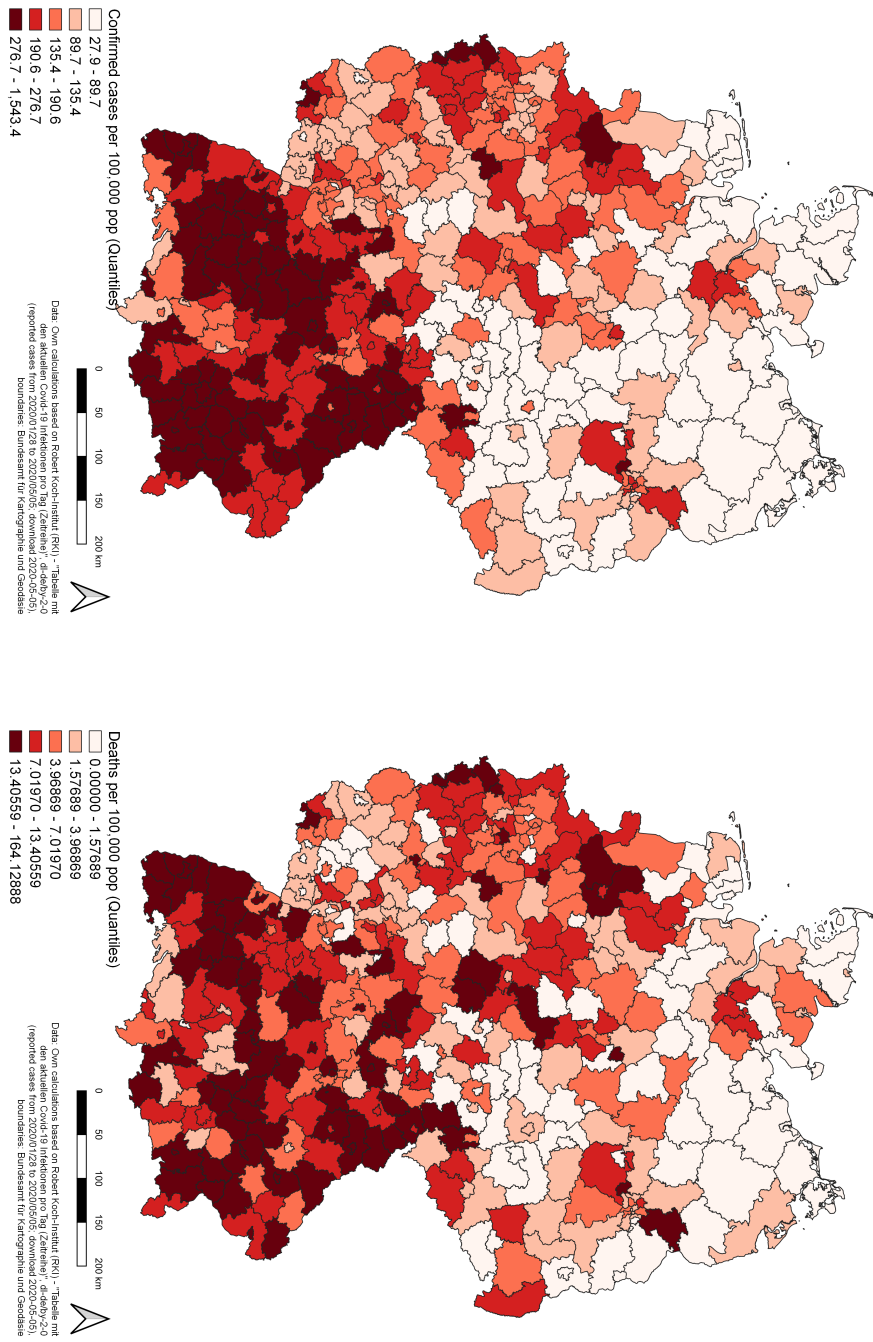 Confirmed cases per 100,000 pop (Quantiles)
27.9 - 89.7
89.7 - 135.4
135.4 - 190.6
190.6 - 276.7
276.7 - 1,543.4
0 50 100 150 200 km
Data: Own calculations based on Robert Koch-Institut (RKI) - "Tabelle mit
den aktuellen Covid-19 Infektionen pro Tag (Zeitreihe)", dl-de/by-2-0
(reported cases from 2020/01/28 to 2020/05/05; download 2020-05-05),
boundaries: Bundesamt für Kartographie und Geodäsie
Deaths per 100,000 pop (Quantiles)
0.00000 - 1.57689
1.57689 - 3.96869
3.96869 - 7.01970
7.01970 - 13.40559
13.40559 - 164.12888
0 50 100 150 200 km
Data: Own calculations based on Robert Koch-Institut (RKI) - "Tabelle mit
den aktuellen Covid-19 Infektionen pro Tag (Zeitreihe)", dl-de/by-2-0
(reported cases from 2020/01/28 to 2020/05/05; download 2020-05-05),
boundaries: Bundesamt für Kartographie und Geodäsie